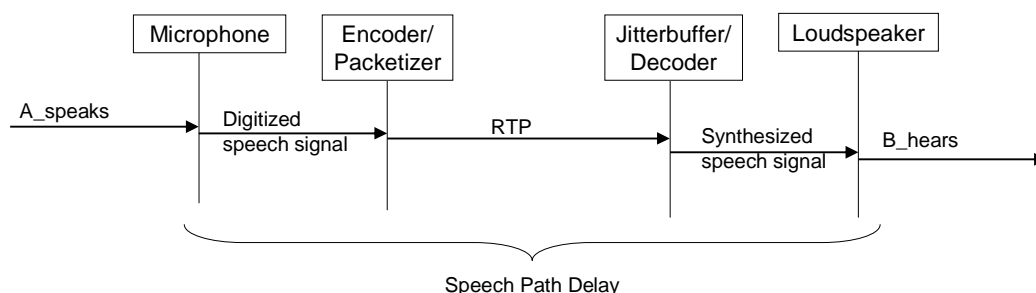 Microphone
Encoder/
Packetizer
Jitterbuffer/
Decoder
Loudspeaker
A_speaks
Digitized
speech signal
RTP
Synthesized
speech signal
B_hears
Speech Path Delay